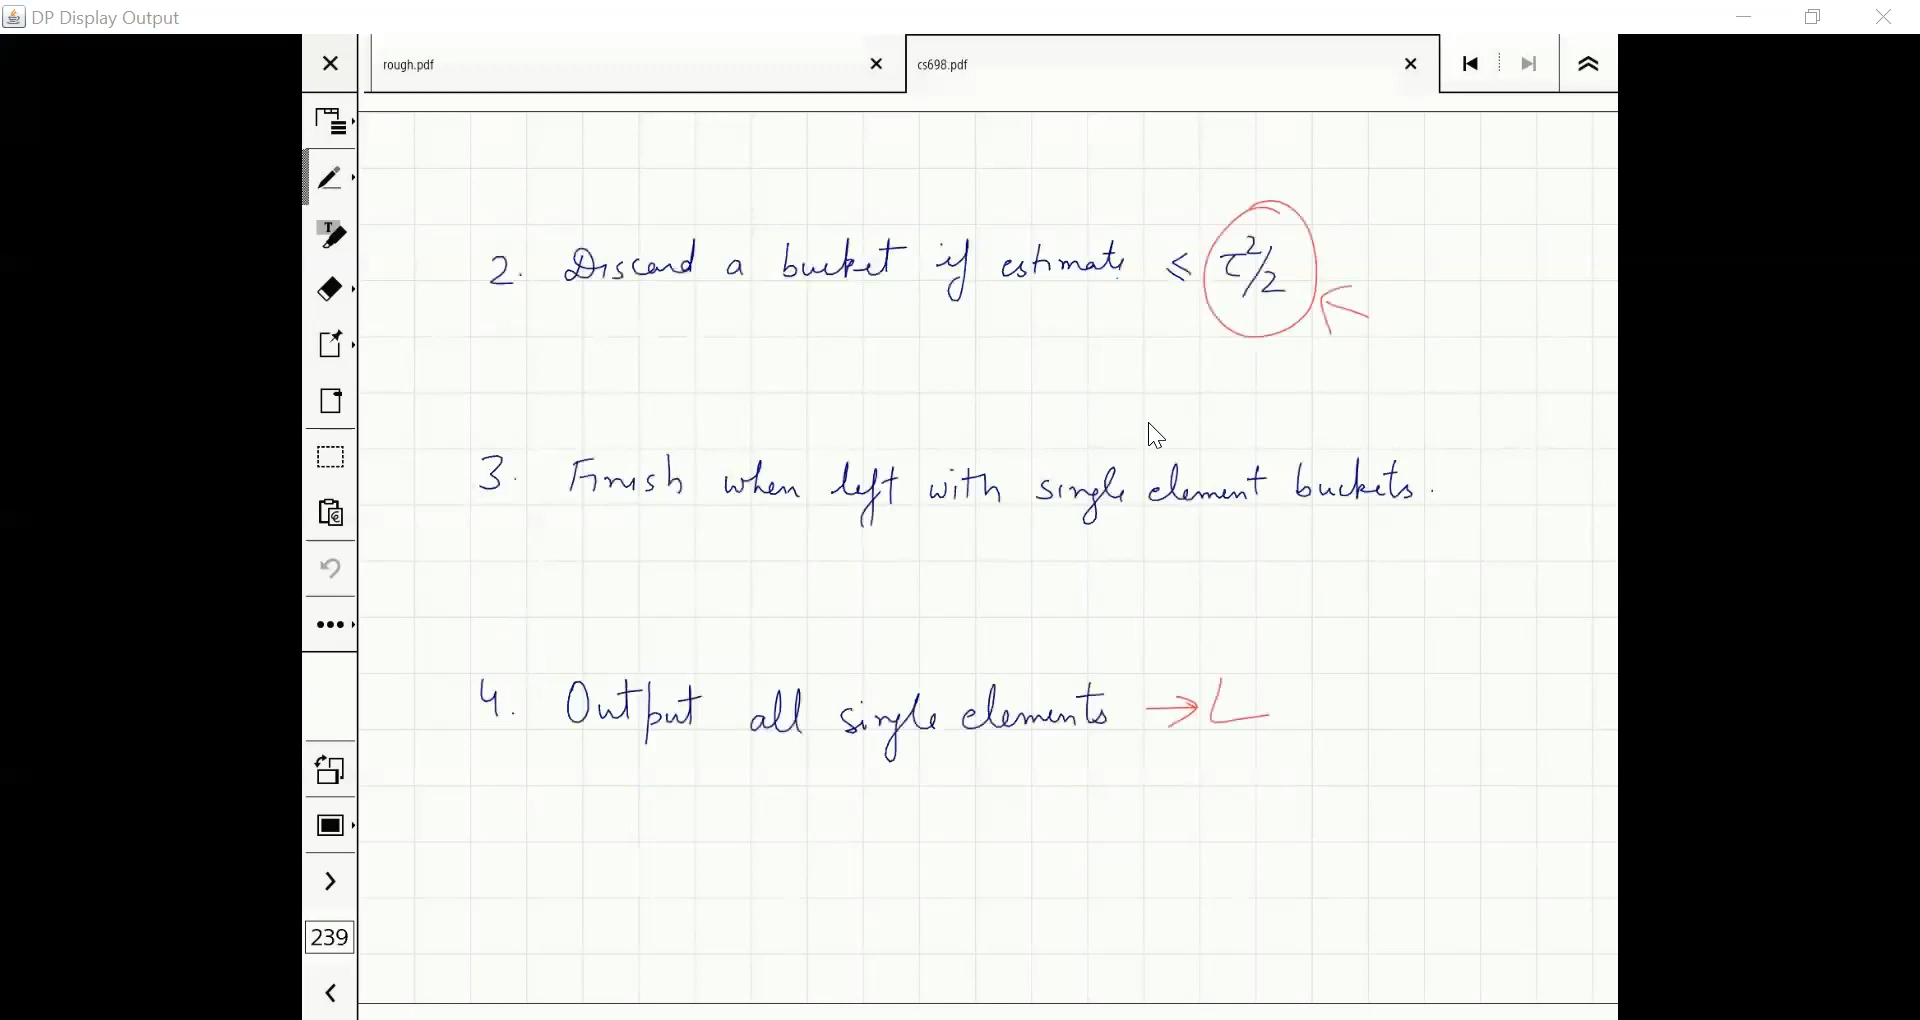 DP Display Output
rough.pdf
cs698.pdf
2. Discard a bucket if estimate ≤ τ²/2
3. Finish when left with single element buckets.
4. Output all single elements → L
239